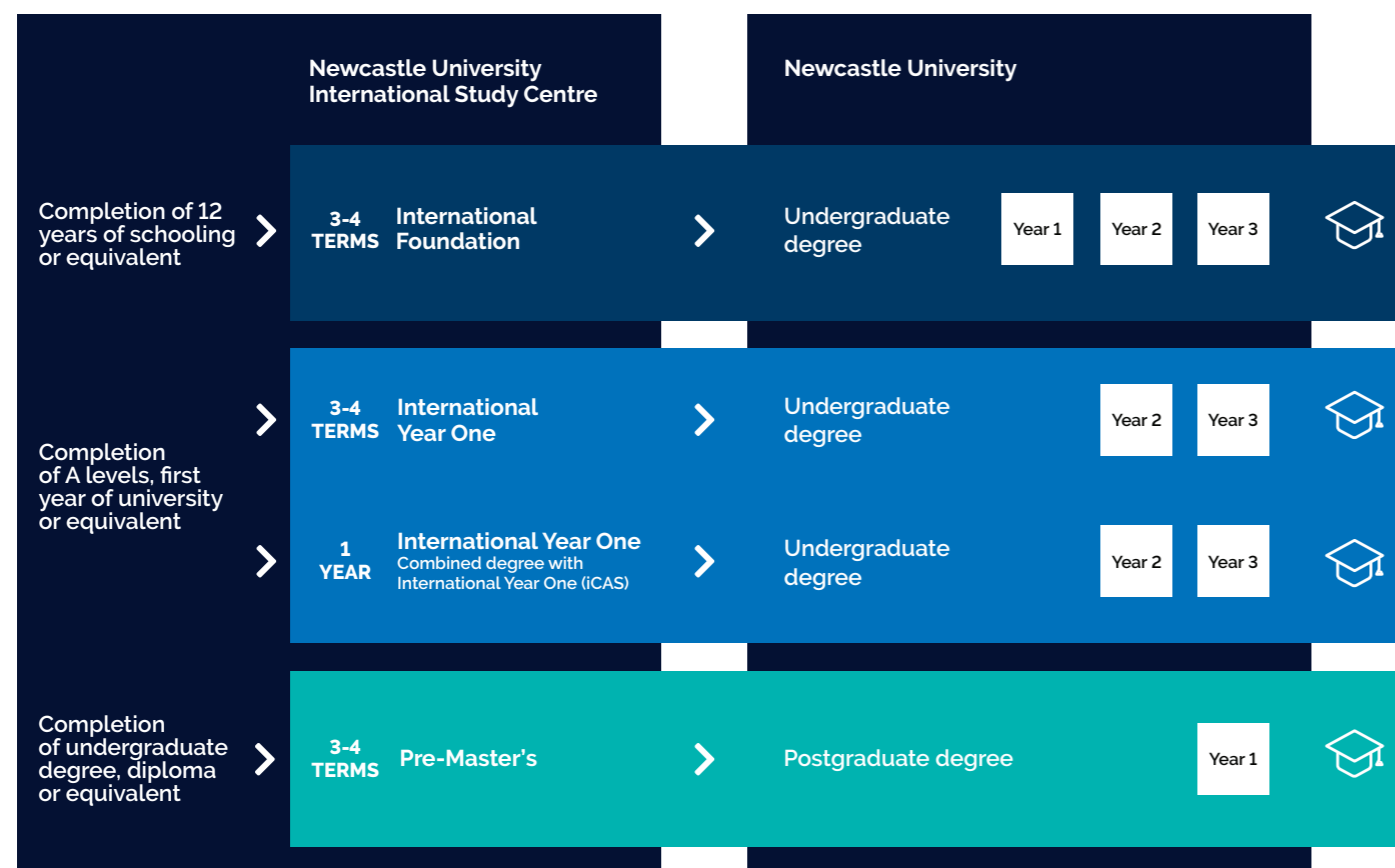 Newcastle University
International Study Centre
Newcastle University
Completion of 12
years of schooling
or equivalent
3-4
TERMS
International
Foundation
Undergraduate
degree
Year 1
Year 2
Year 3
Completion
of A levels, first
year of university
or equivalent
3-4
TERMS
International
Year One
Undergraduate
degree
Year 2
Year 3
1
YEAR
International Year One
Combined degree with
International Year One (iCAS)
Undergraduate
degree
Year 2
Year 3
Completion
of undergraduate
degree, diploma
or equivalent
3-4
TERMS
Pre-Master's
Postgraduate degree
Year 1